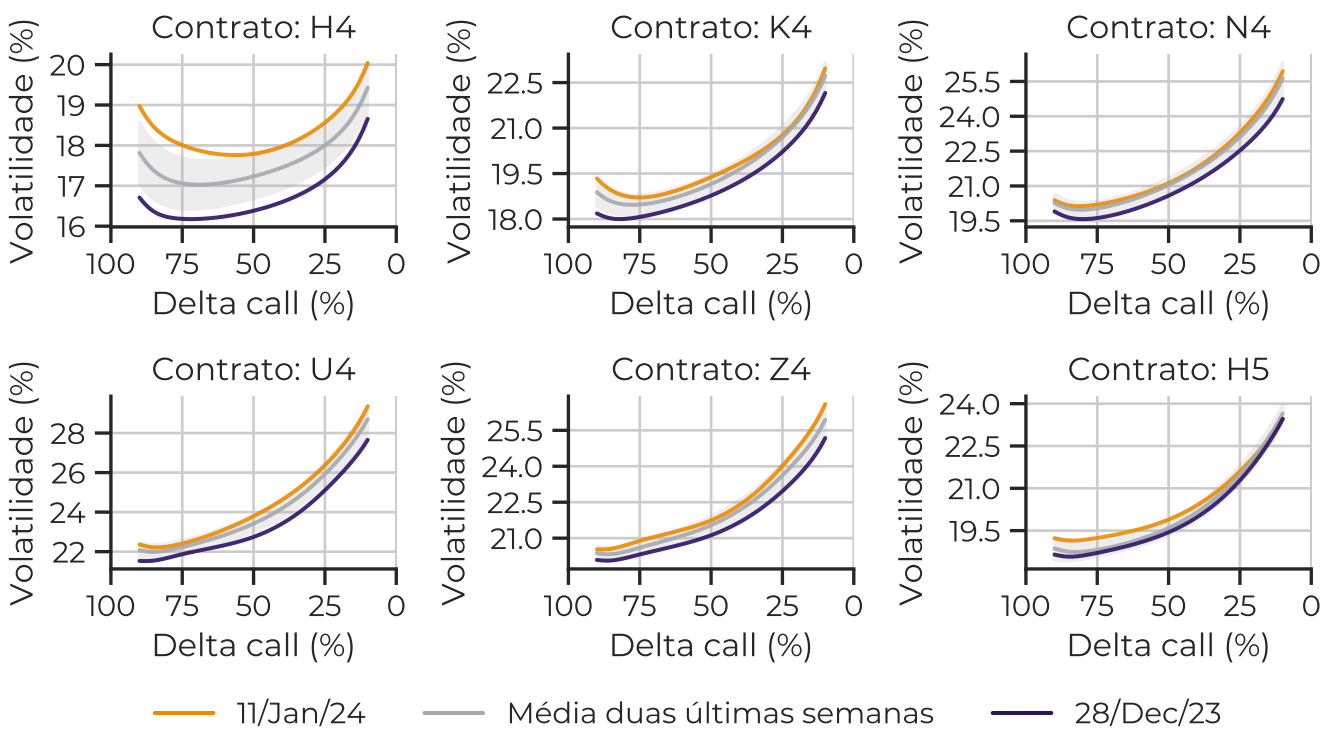 Contrato: H4
Volatilidade (%)
20
19
18
17
16
100 75 50 25 0
Delta call (%)
Contrato: K4
Volatilidade (%)
22.5
21.0
19.5
18.0
100 75 50 25 0
Delta call (%)
Contrato: N4
Volatilidade (%)
25.5
24.0
22.5
21.0
19.5
100 75 50 25 0
Delta call (%)
Contrato: U4
Volatilidade (%)
28
26
24
22
100 75 50 25 0
Delta call (%)
Contrato: Z4
Volatilidade (%)
25.5
24.0
22.5
21.0
100 75 50 25 0
Delta call (%)
Contrato: H5
Volatilidade (%)
24.0
22.5
21.0
19.5
100 75 50 25 0
Delta call (%)
11/Jan/24 Média duas últimas semanas 28/Dec/23